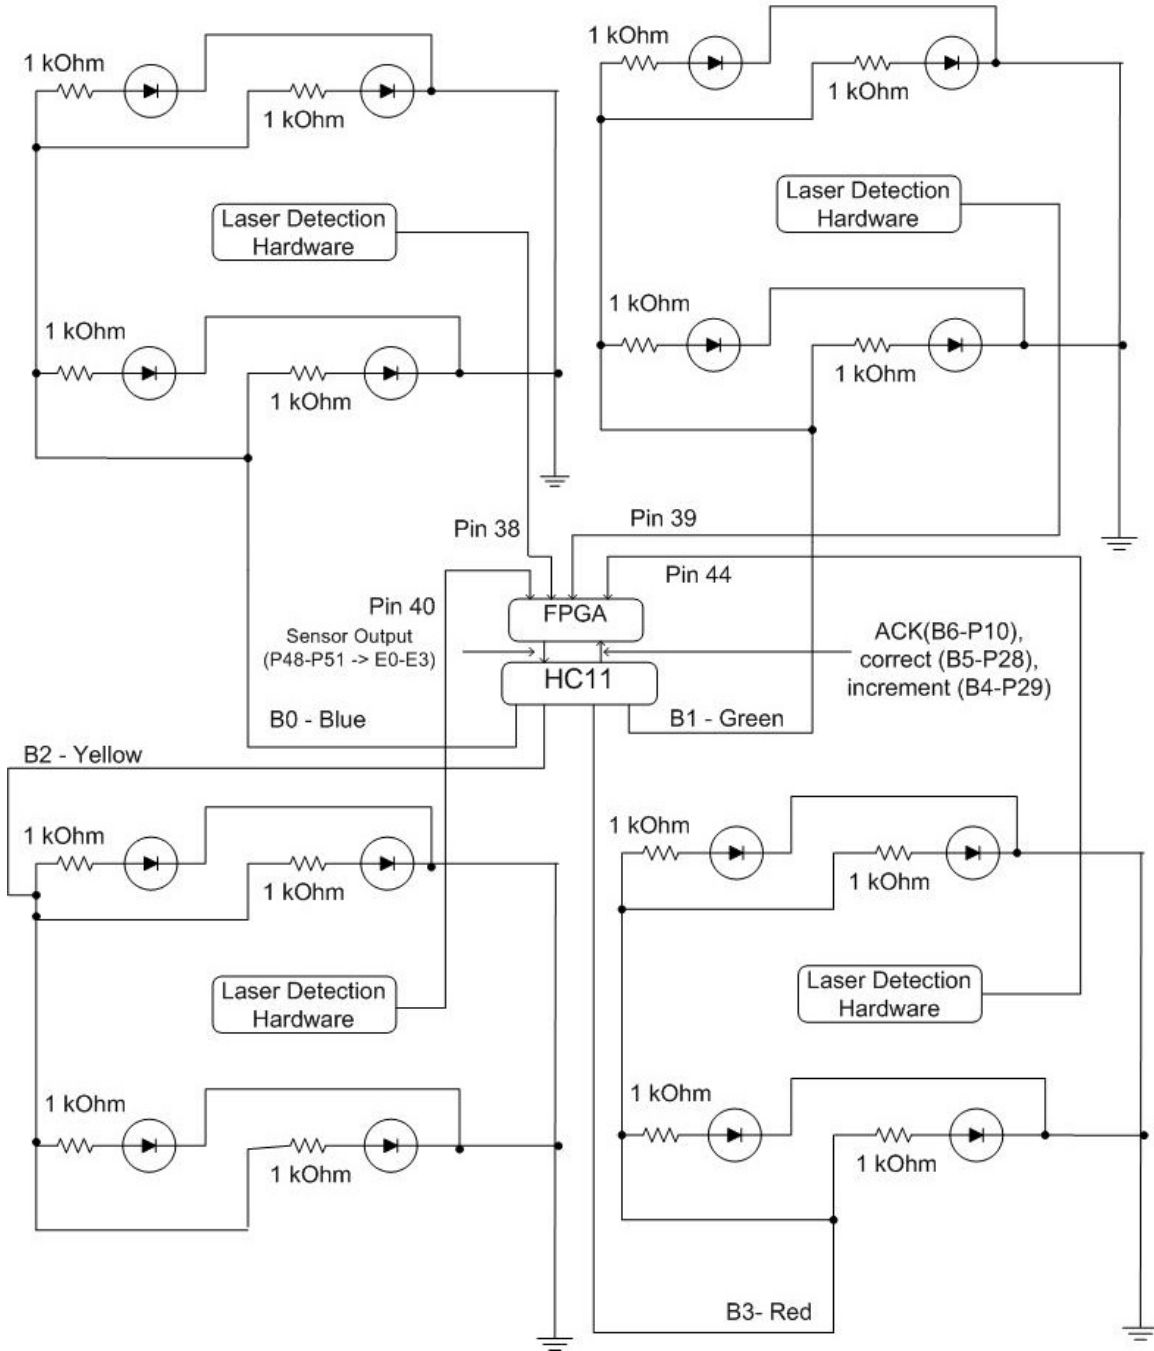 1 kOhm
1 kOhm
1 kOhm
1 kOhm
Laser Detection
Hardware
Laser Detection
Hardware
1 kOhm
1 kOhm
1 kOhm
1 kOhm
Pin 38
Pin 39
Pin 44
Pin 40
FPGA
Sensor Output
(P48-P51 -> E0-E3)
ACK(B6-P10),
correct (B5-P28),
increment (B4-P29)
HC11
B0 - Blue
B1 - Green
B2 - Yellow
1 kOhm
1 kOhm
1 kOhm
1 kOhm
Laser Detection
Hardware
Laser Detection
Hardware
1 kOhm
1 kOhm
1 kOhm
1 kOhm
B3- Red